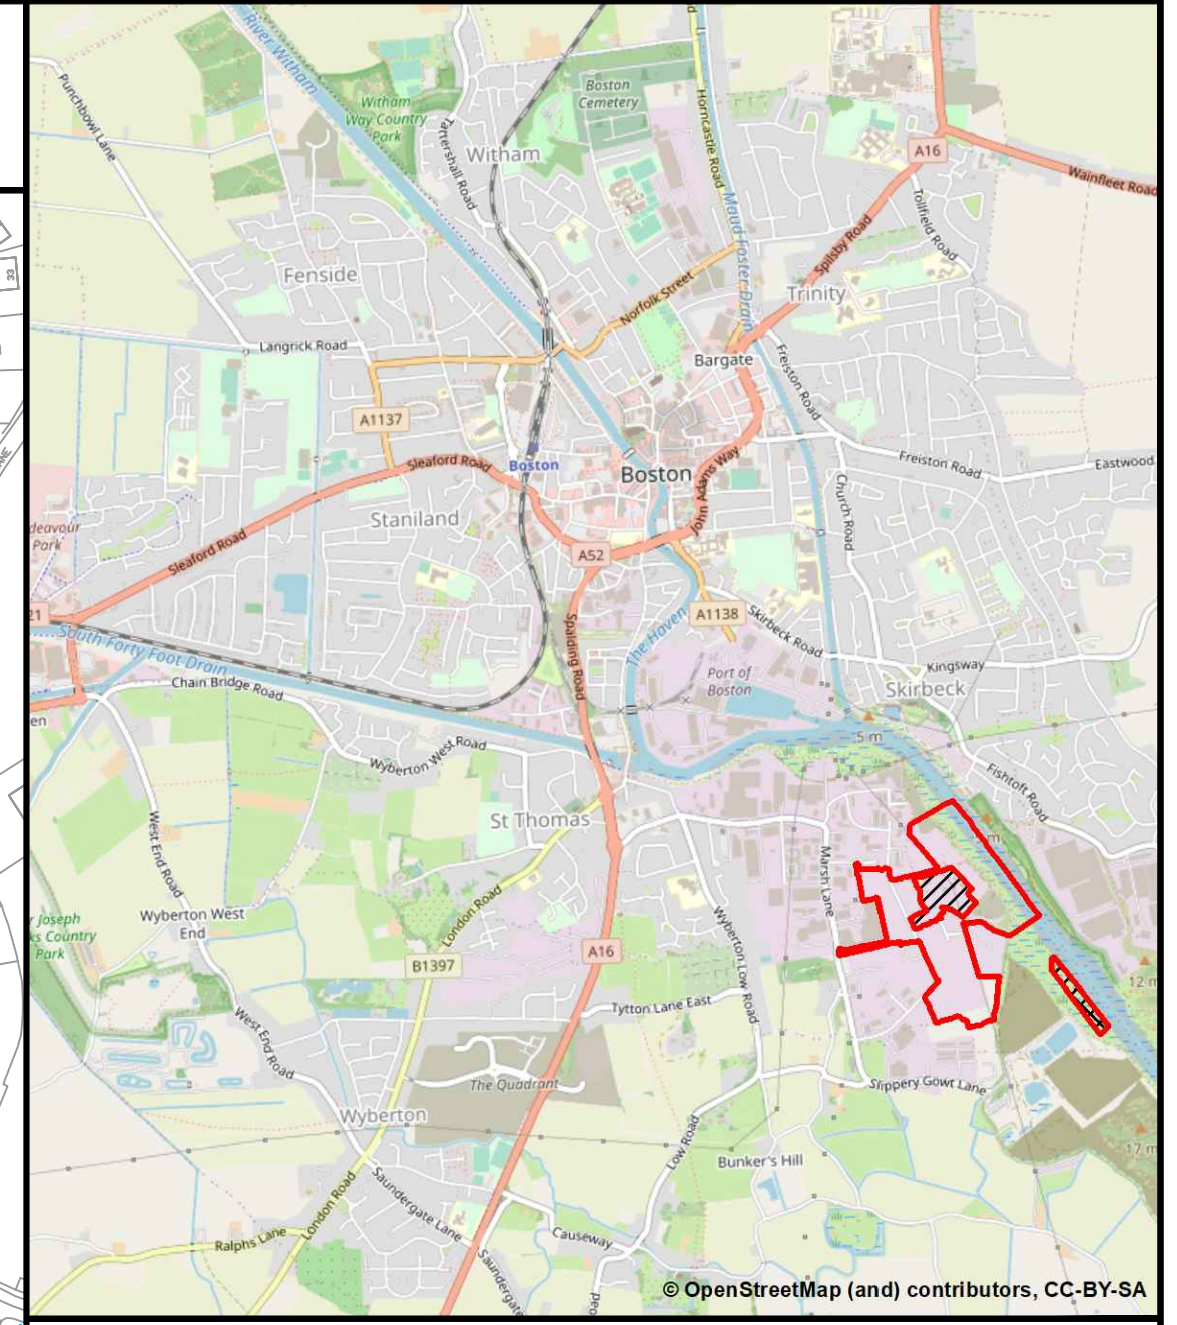 River Witham
Punchbowl Lane
Witham
Way Country
Park
Tattershall Road
Witham
Boston
Cemetery
Horncastle Road
Maud Foster Drain
A16
Wainfleet Road
Tollfield Road
Spilsby Road
Trinity
Fenside
Norfolk Street
Langrick Road
Bargate
Freiston Road
A1137
Sleaford Road
Boston
Boston
John Adams Way
Freiston Road
Eastwood
Church Road
Staniland
deavour
Park
Sleaford Road
A52
21
South Forty Foot Drain
Spalding Road
The Haven
A1138
Skirbeck Road
Port of
Boston
Kingsway
Skirbeck
Chain Bridge Road
en
5 m
Wyberton West Road
Fishtoft Road
St Thomas
m
West End Road
Marsh Lane
London Road
Wyberton West
End
r Joseph
ks Country
Park
Wyberton Low Road
A16
B1397
12 m
Tytton Lane East
West End Road
The Quadrant
Slippery Gowt Lane
Wyberton
Low Road
17 m
Bunker's Hill
Saundergate Lane
London Road
Ralphs Lane
Causeway
Saundergate
33
© OpenStreetMap (and) contributors, CC-BY-SA